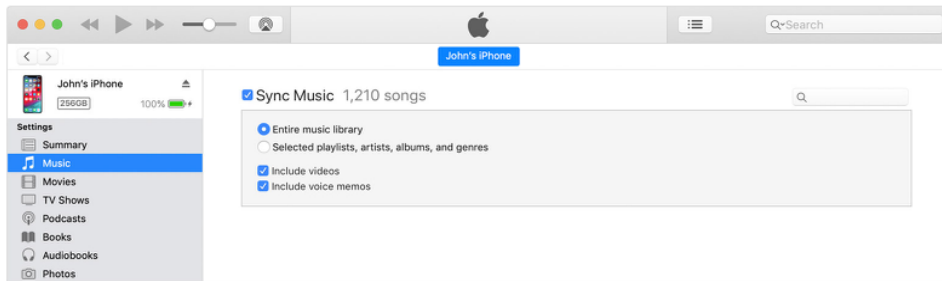 Search
John's iPhone
John's iPhone
256GB 100%
Sync Music 1,210 songs
Entire music library
Selected playlists, artists, albums, and genres
Include videos
Include voice memos
Settings
Summary
Music
Movies
TV Shows
Podcasts
Books
Audiobooks
Photos